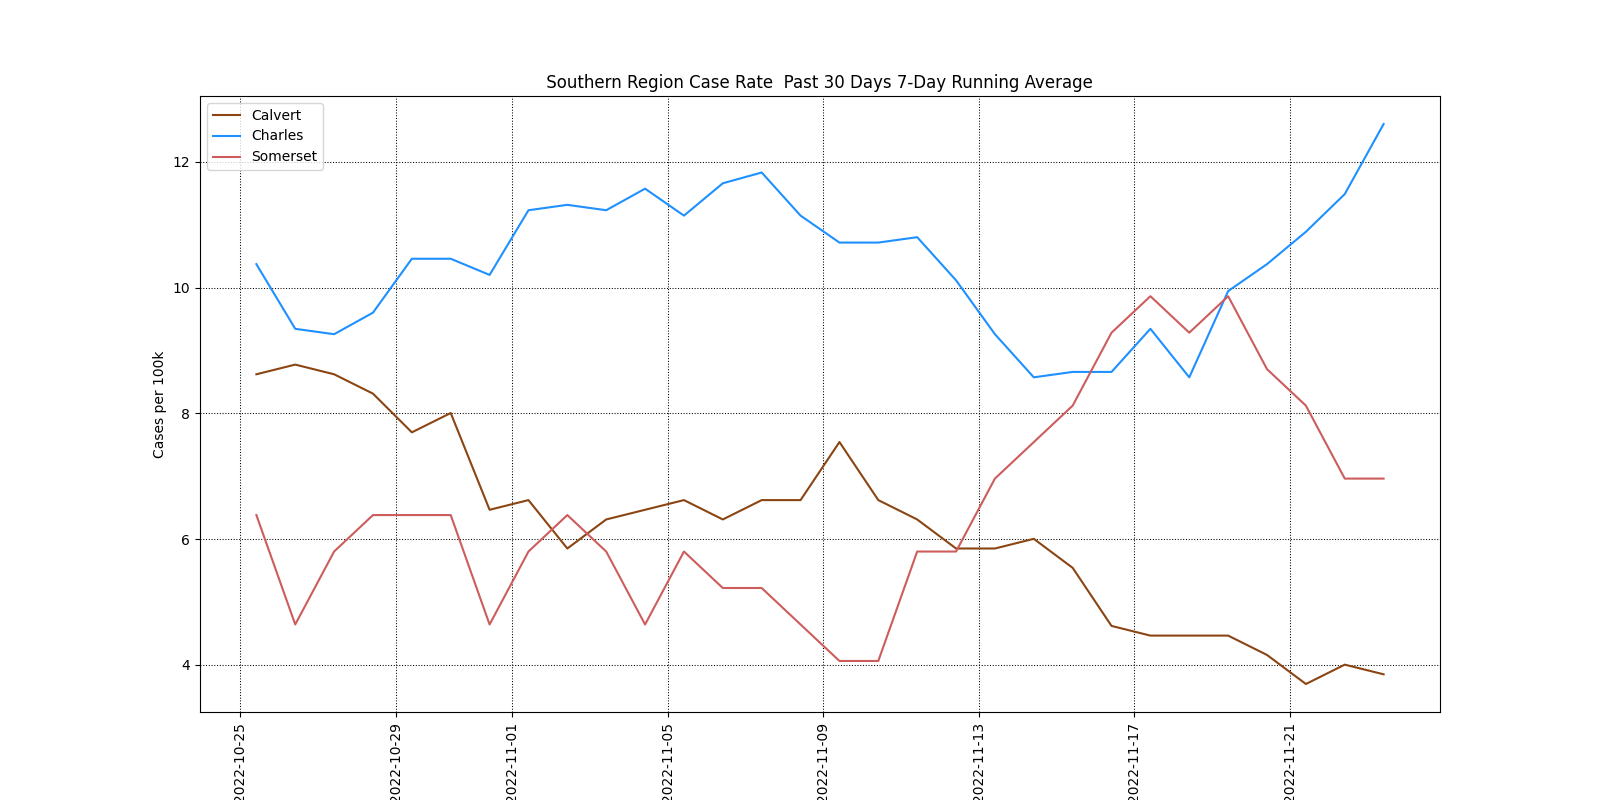 Southern Region Case Rate  Past 30 Days 7-Day Running Average
Calvert
Charles
Somerset
Cases per 100k
12
10
8
6
4
2022-10-25
2022-10-29
2022-11-01
2022-11-05
2022-11-09
2022-11-13
2022-11-17
2022-11-21